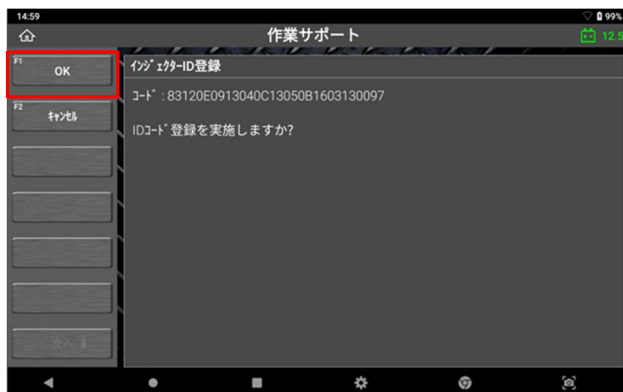 14:59
99%
作業サポート
12.5
F1
OK
F2
キャンセル
次へ
インジェクターID登録
コード : 83120E0913040C13050B1603130097
IDコード登録を実施しますか?